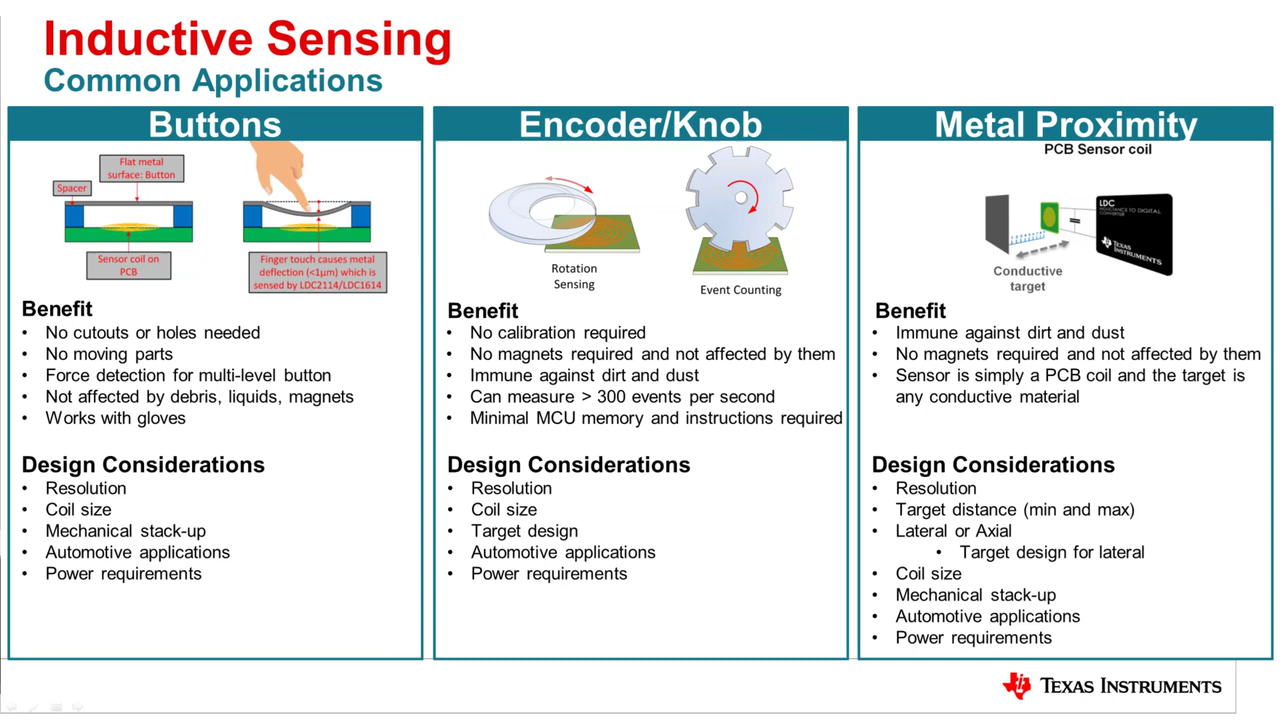 Inductive Sensing
Common Applications
Buttons
Flat metal
surface: Button
Spacer
Sensor coil on
PCB
Finger touch causes metal
deflection (<1µm) which is
sensed by LDC2114/LDC1614
Benefit
• No cutouts or holes needed
• No moving parts
• Force detection for multi-level button
• Not affected by debris, liquids, magnets
• Works with gloves
Design Considerations
• Resolution
• Coil size
• Mechanical stack-up
• Automotive applications
• Power requirements
Encoder/Knob
Rotation
Sensing
Event Counting
Benefit
• No calibration required
• No magnets required and not affected by them
• Immune against dirt and dust
• Can measure > 300 events per second
• Minimal MCU memory and instructions required
Design Considerations
• Resolution
• Coil size
• Target design
• Automotive applications
• Power requirements
Metal Proximity
PCB Sensor coil
LDC
INDUCTANCE TO DIGITAL
CONVERTER
TEXAS
INSTRUMENTS
Conductive
target
Benefit
• Immune against dirt and dust
• No magnets required and not affected by them
• Sensor is simply a PCB coil and the target is
any conductive material
Design Considerations
• Resolution
• Target distance (min and max)
• Lateral or Axial
• Target design for lateral
• Coil size
• Mechanical stack-up
• Automotive applications
• Power requirements
TEXAS INSTRUMENTS